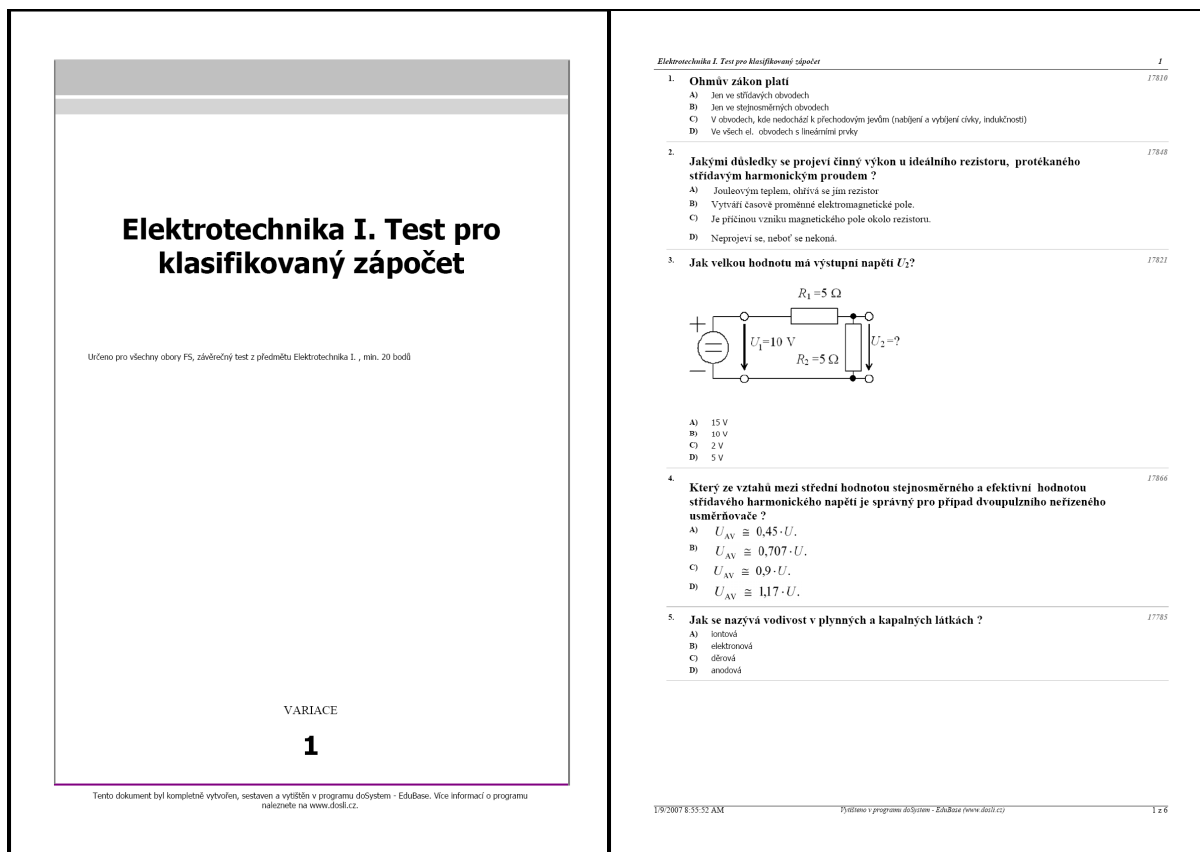 Elektrotechnika I. Test pro
klasifikovaný zápočet
Určeno pro všechny obory FS, závěrečný test z předmětu Elektrotechnika I. , min. 20 bodů
VARIACE
1
Tento dokument byl kompletně vytvořen, sestaven a vytištěn v programu doSystem - EduBase. Více informací o programu
naleznete na www.dosli.cz.
Elektrotechnika I. Test pro klasifikovaný zápočet 1
1. Ohmův zákon platí 17810
A) Jen ve střídavých obvodech
B) Jen ve stejnosměrných obvodech
C) V obvodech, kde nedochází k přechodovým jevům (nabíjení a vybíjení cívky, indukčnosti)
D) Ve všech el. obvodech s lineárními prvky
2. 17848
Jakými důsledky se projeví činný výkon u ideálního rezistoru, protékaného
střídavým harmonickým proudem ?
A) Jouleovým teplem, ohřívá se jím rezistor
B) Vytváří časově proměnné elektromagnetické pole.
C) Je příčinou vzniku magnetického pole okolo rezistoru.
D) Neprojeví se, neboť se nekoná.
3. Jak velkou hodnotu má výstupní napětí U₂? 17821
R₁ =5 Ω
+
U₁=10 V
U₂ =?
R₂ =5 Ω
—
A) 15 V
B) 10 V
C) 2 V
D) 5 V
4. 17866
Který ze vztahů mezi střední hodnotou stejnosměrného a efektivní hodnotou
střídavého harmonického napětí je správný pro případ dvoupulzního neřízeného
usměrňovače ?
A) U_AV ≅ 0,45·U.
B) U_AV ≅ 0,707·U.
C) U_AV ≅ 0,9·U.
D) U_AV ≅ 1,17·U.
5. Jak se nazývá vodivost v plynných a kapalných látkách ? 17785
A) iontová
B) elektronová
C) děrová
D) anodová
1/9/2007 8:55:52 AM Vytištěno v programu doSystem - EduBase (www.dosli.cz) 1 z 6